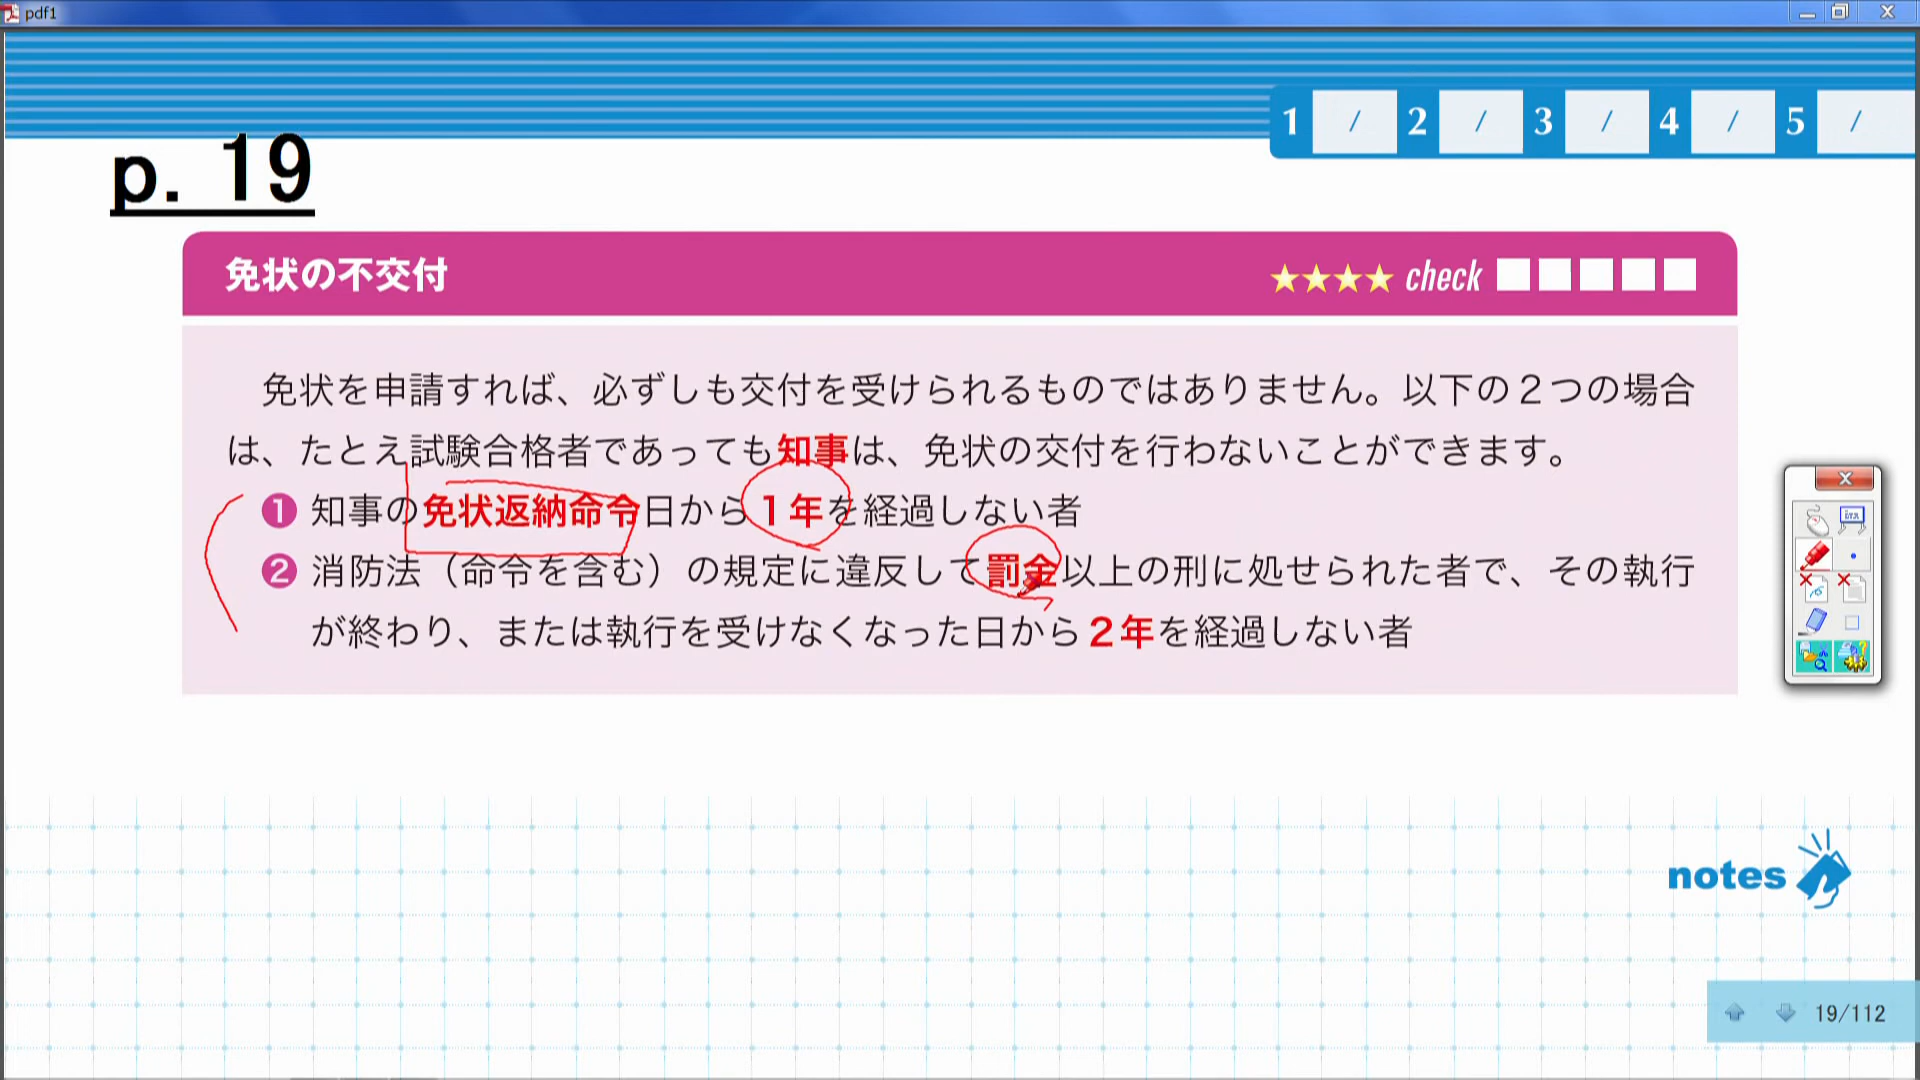 pdf1
1 / 2 / 3 / 4 / 5 /
p. 19
免状の不交付
★★★★ check □□□□□
免状を申請すれば、必ずしも交付を受けられるものではありません。以下の２つの場合
は、たとえ試験合格者であっても知事は、免状の交付を行わないことができます。
❶ 知事の免状返納命令日から１年を経過しない者
❷ 消防法（命令を含む）の規定に違反して罰金以上の刑に処せられた者で、その執行
が終わり、または執行を受けなくなった日から２年を経過しない者
notes
19/112